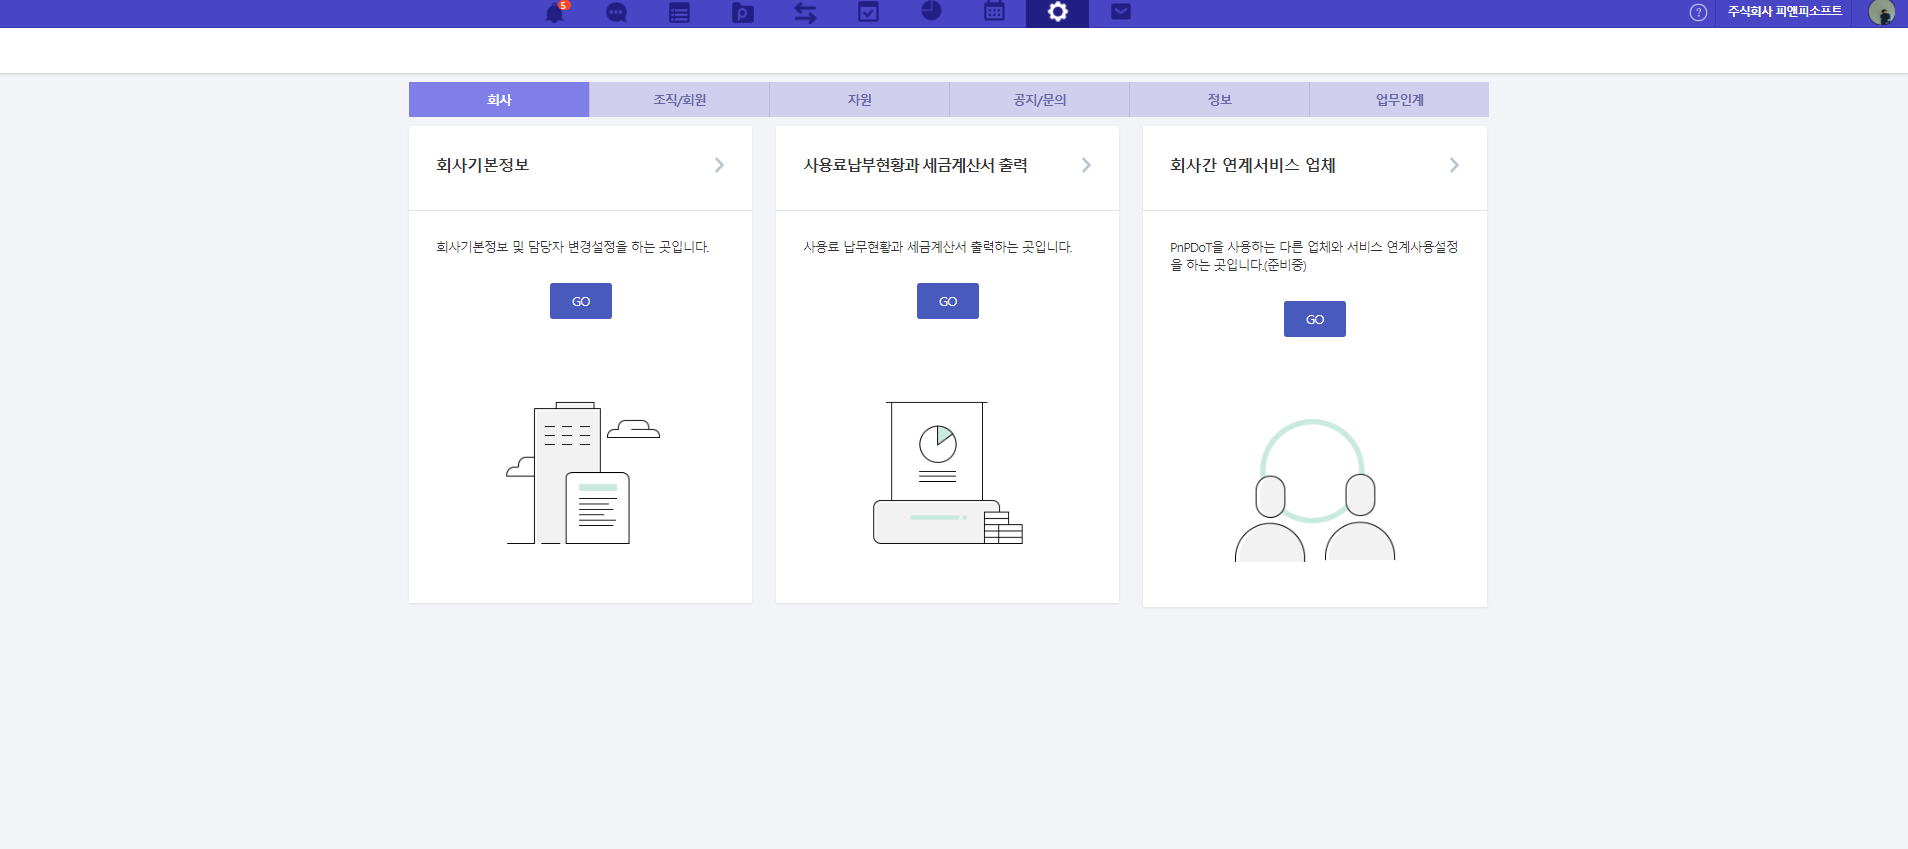 5
?
주식회사 피앤피소프트
회사
조직/회원
자원
공지/문의
정보
업무인계
회사기본정보
사용료납부현황과 세금계산서 출력
회사간 연계서비스 업체
회사기본정보 및 담당자 변경설정을 하는 곳입니다.
GO
사용료 납무현황과 세금계산서 출력하는 곳입니다.
GO
PnPDoT을 사용하는 다른 업체와 서비스 연계사용설정
을 하는 곳입니다.(준비중)
GO